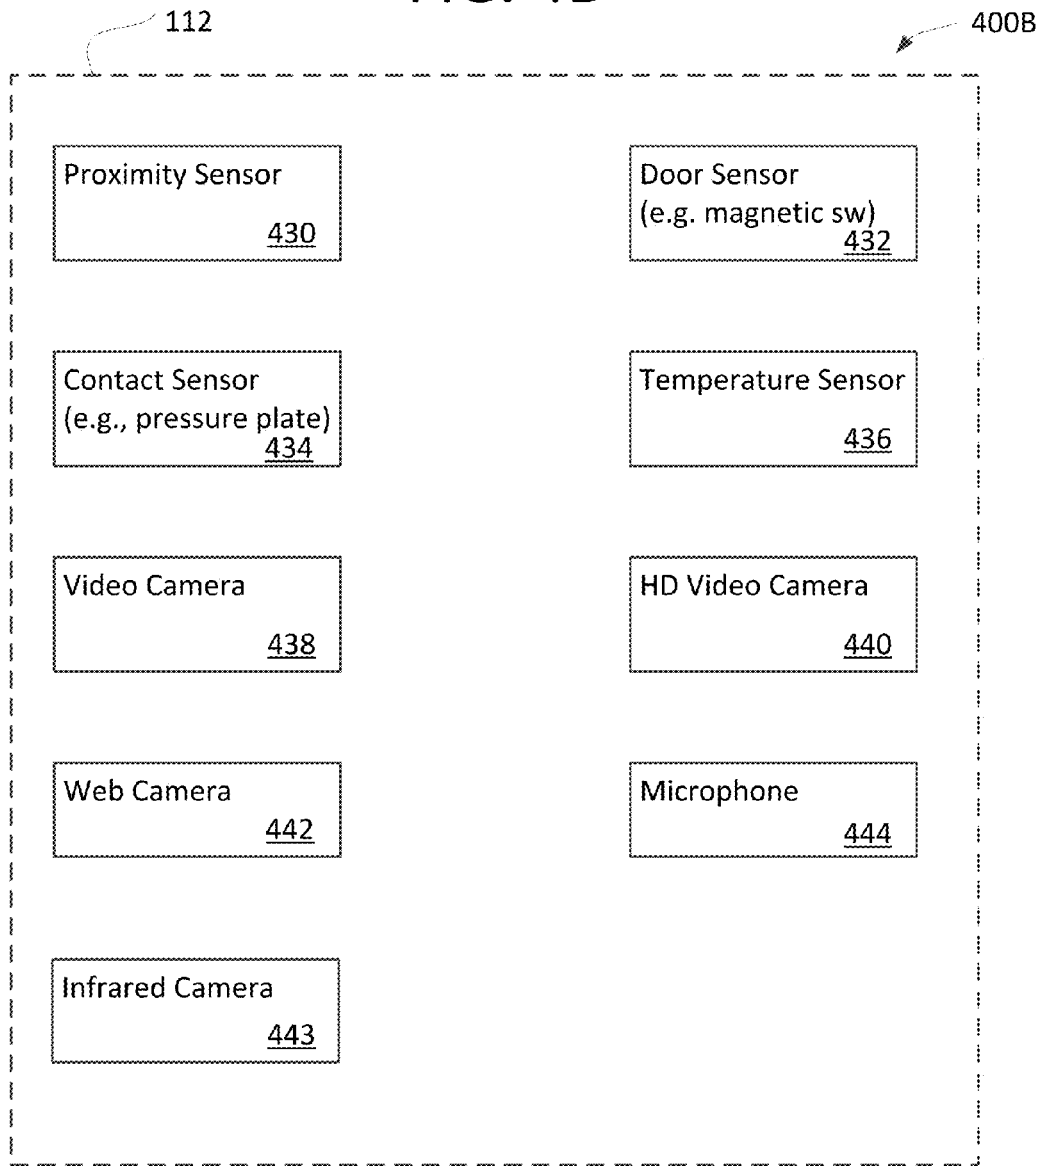 112
400B
Proximity Sensor
430
Door Sensor
(e.g. magnetic sw)
432
Contact Sensor
(e.g., pressure plate)
434
Temperature Sensor
436
Video Camera
438
HD Video Camera
440
Web Camera
442
Microphone
444
Infrared Camera
443